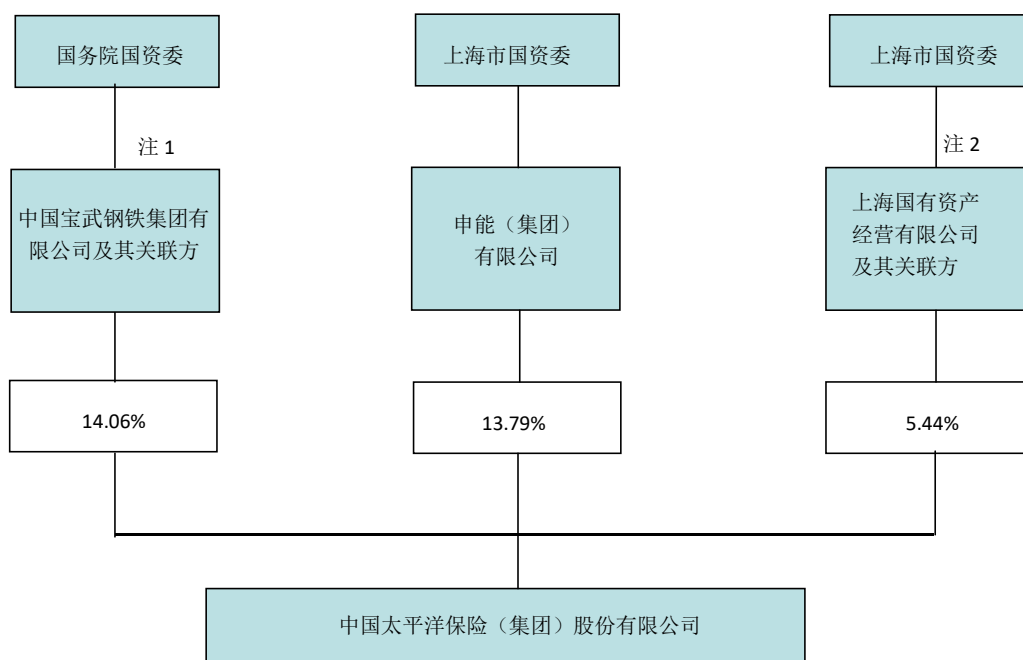 国务院国资委
上海市国资委
上海市国资委
注 1
注 2
中国宝武钢铁集团有
限公司及其关联方
申能（集团）
有限公司
上海国有资产
经营有限公司
及其关联方
14.06%
13.79%
5.44%
中国太平洋保险（集团）股份有限公司